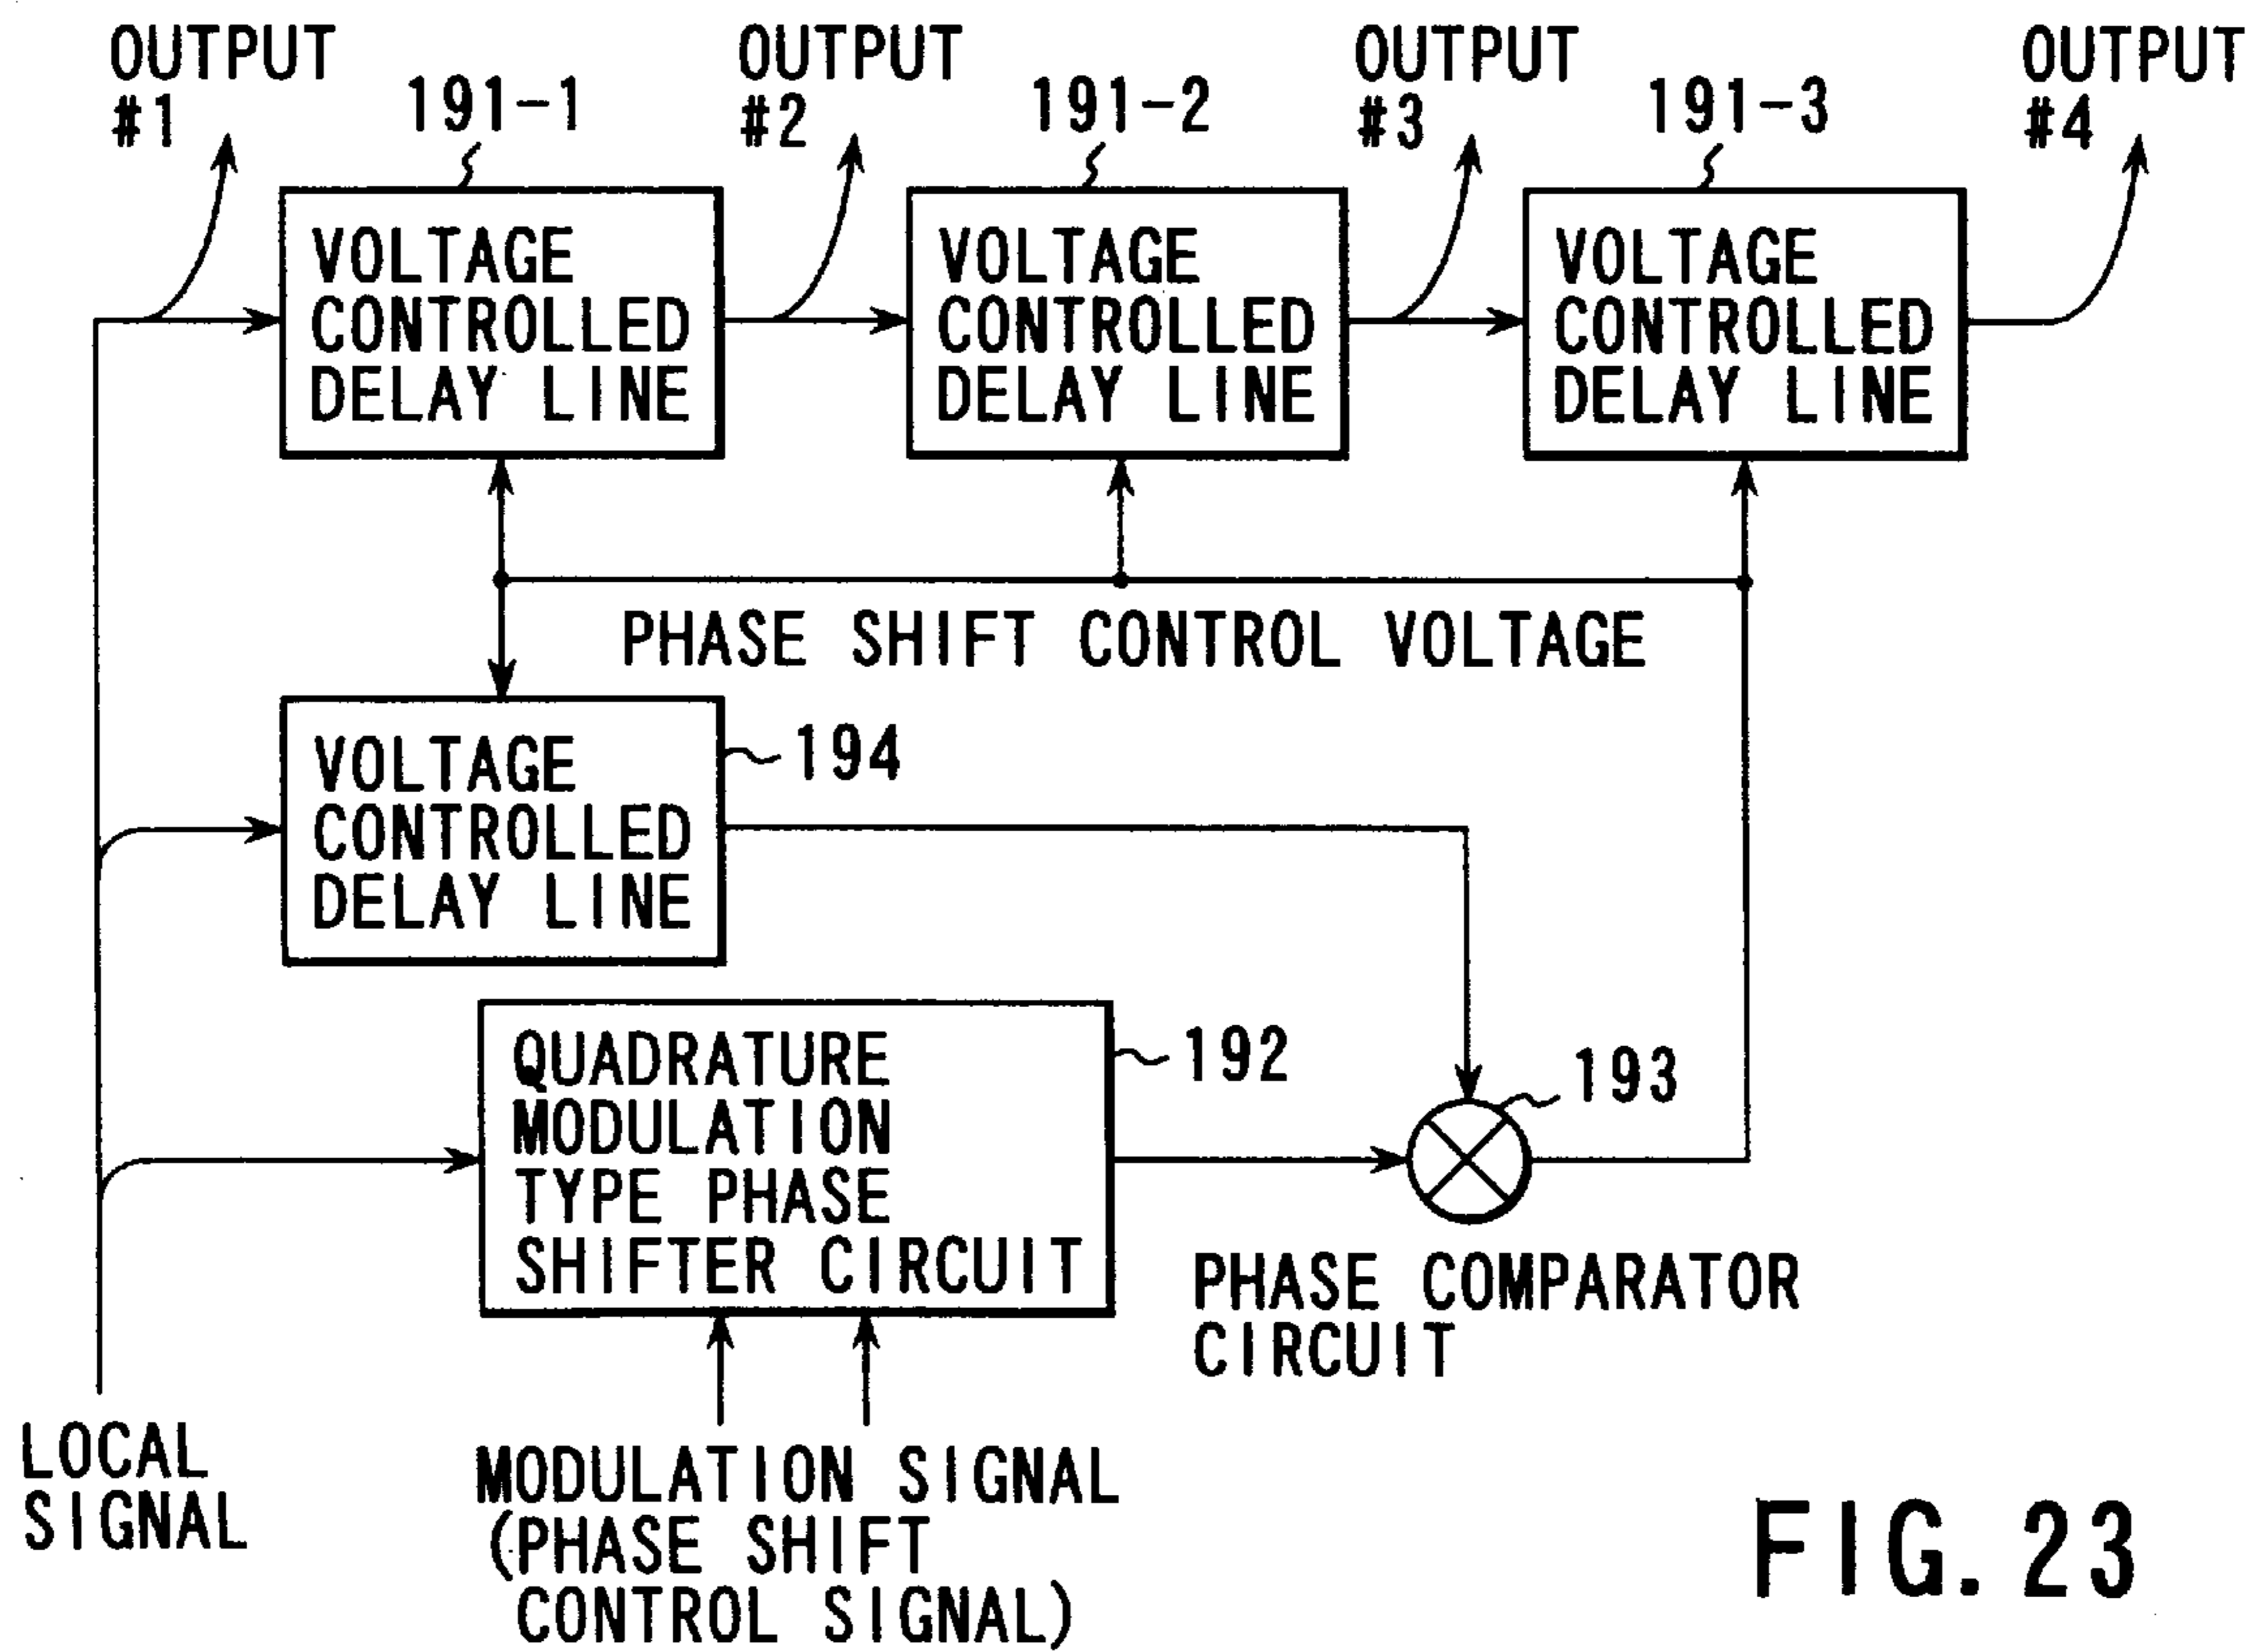 OUTPUT
#1
191-1
OUTPUT
#2
191-2
OUTPUT
#3
191-3
OUTPUT
#4
VOLTAGE
CONTROLLED
DELAY LINE
VOLTAGE
CONTROLLED
DELAY LINE
VOLTAGE
CONTROLLED
DELAY LINE
PHASE SHIFT CONTROL VOLTAGE
VOLTAGE
CONTROLLED
DELAY LINE
194
QUADRATURE
MODULATION
TYPE PHASE
SHIFTER CIRCUIT
192
193
PHASE COMPARATOR
CIRCUIT
LOCAL
SIGNAL
MODULATION SIGNAL
(PHASE SHIFT
CONTROL SIGNAL)
FIG. 23